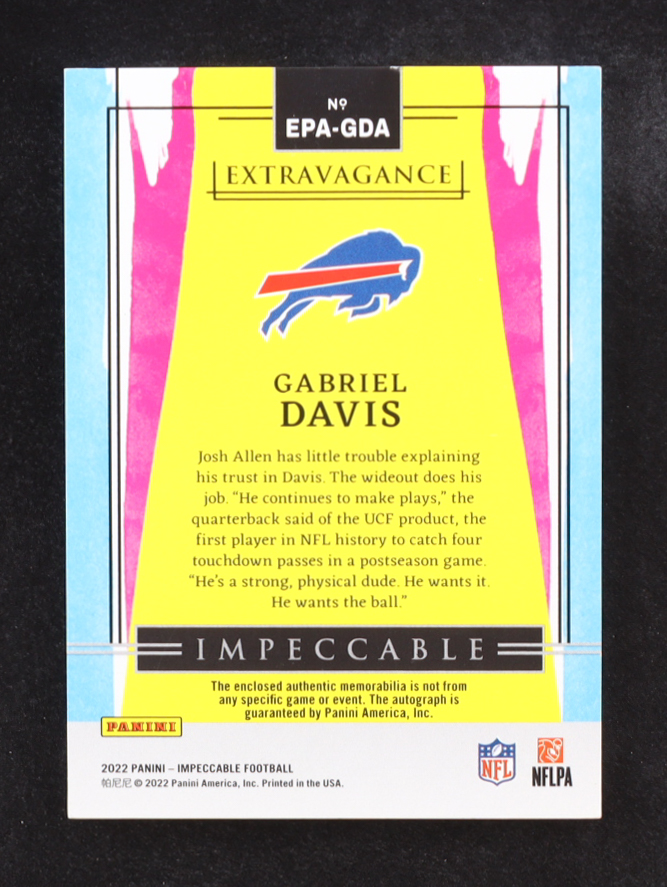 Nº
EPA-GDA
EXTRAVAGANCE
GABRIEL
DAVIS
Josh Allen has little trouble explaining
his trust in Davis. The wideout does his
job. “He continues to make plays,” the
quarterback said of the UCF product, the
first player in NFL history to catch four
touchdown passes in a postseason game.
“He’s a strong, physical dude. He wants it.
He wants the ball.”
IMPECCABLE
The enclosed authentic memorabilia is not from
any specific game or event. The autograph is
guaranteed by Panini America, Inc.
PANINI
2022 PANINI – IMPECCABLE FOOTBALL
帕尼尼 © 2022 Panini America, Inc. Printed in the USA.
NFL
NFLPA